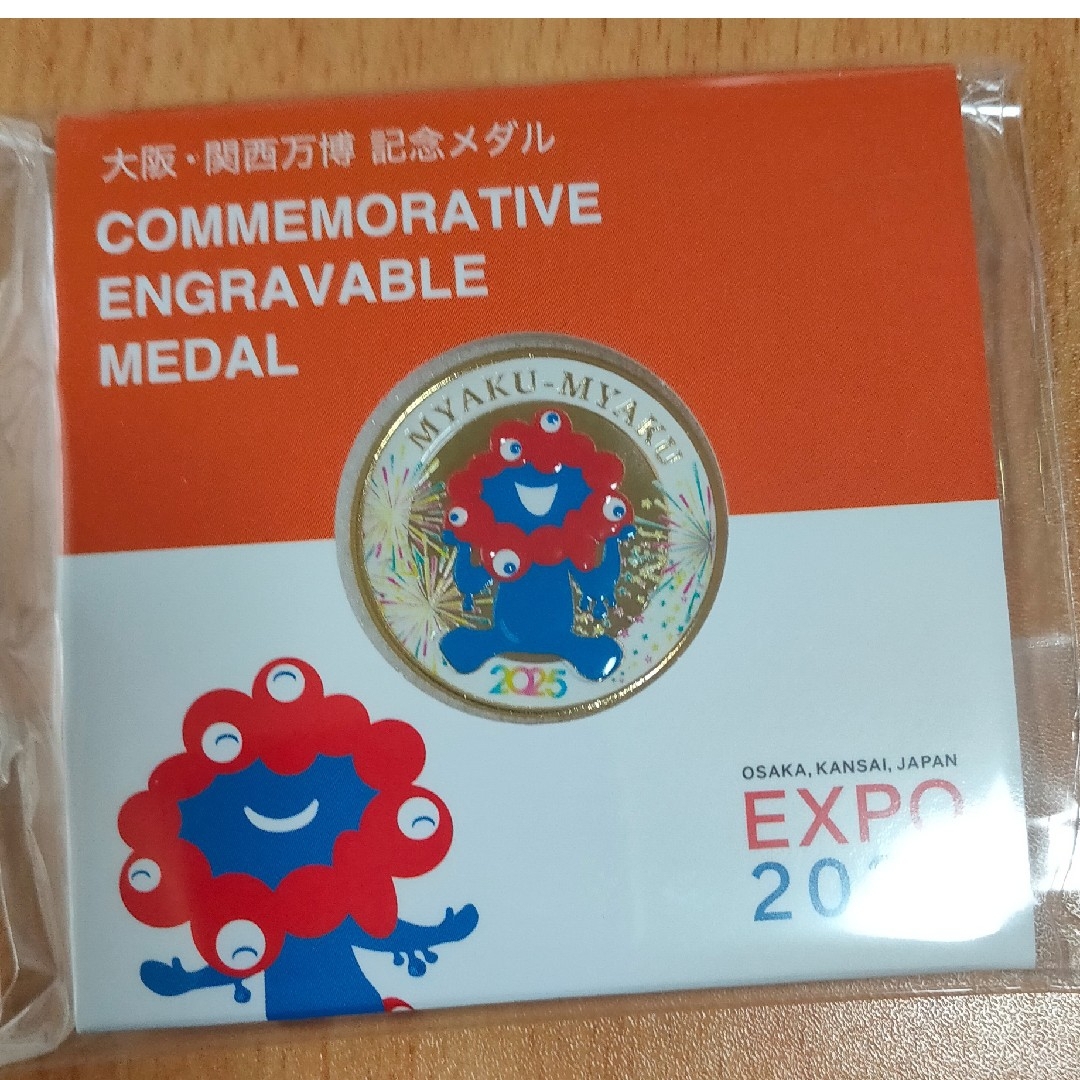 大阪・関西万博 記念メダル
COMMEMORATIVE
ENGRAVABLE
MEDAL
MYAKU-MYAKU
2025
OSAKA, KANSAI, JAPAN
EXPO